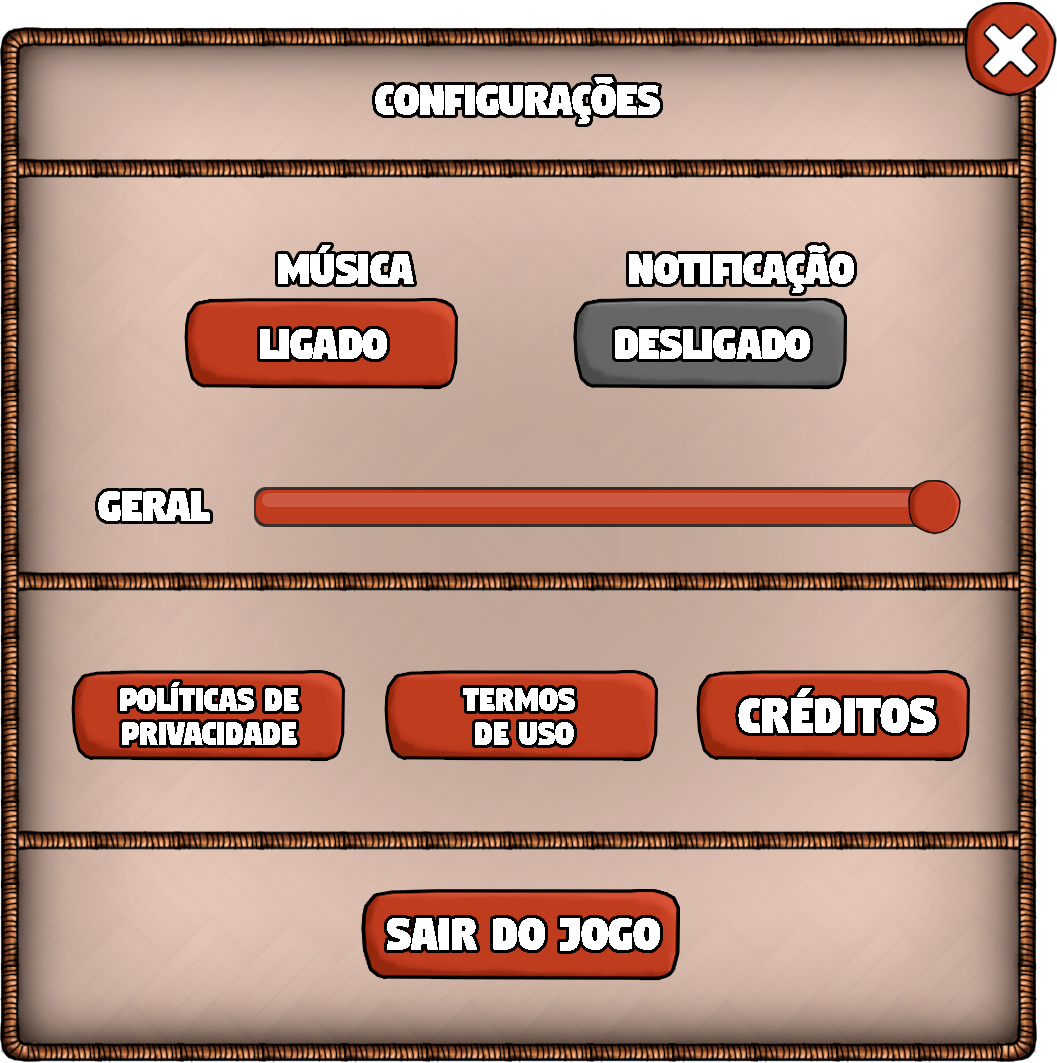 CONFIGURAÇÕES
MÚSICA
NOTIFICAÇÃO
LIGADO
DESLIGADO
GERAL
POLÍTICAS DE
PRIVACIDADE
TERMOS
DE USO
CRÉDITOS
SAIR DO JOGO